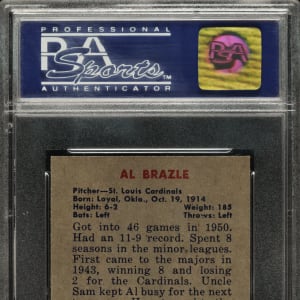 PROFESSIONAL
PSA
Sports™
AUTHENTICATOR
PSA
AL BRAZLE
Pitcher—St. Louis Cardinals
Born: Loyal, Okla., Oct. 19, 1914
Height: 6-2 Weight: 185
Bats: Left Throws: Left
Got into 46 games in 1950.
Had an 11-9 record. Spent 8
seasons in the minor leagues.
First came to the majors in
1943, winning 8 and losing
2 for the Cardinals. Uncle
Sam kept Al busy for the next